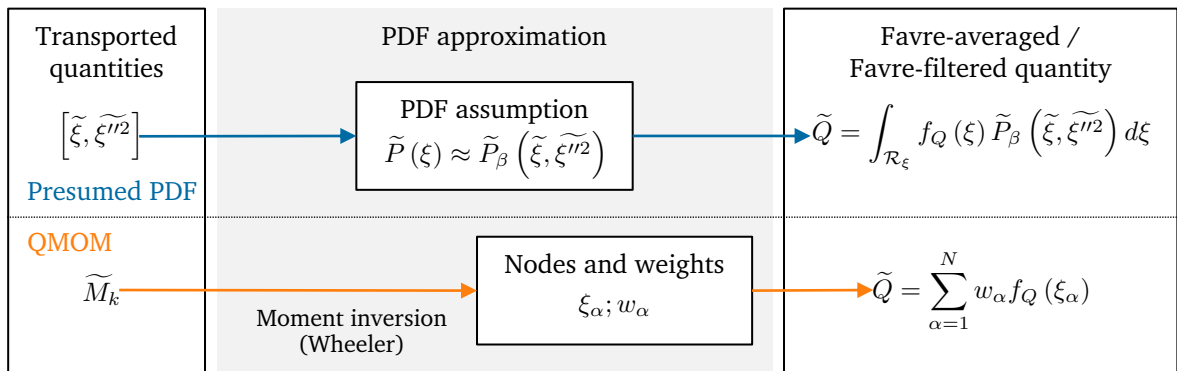 Transported
quantities
PDF approximation
Favre-averaged /
Favre-filtered quantity
PDF assumption
[ξ̃, ξ''²~]
P̃ (ξ) ≈ P̃_β (ξ̃, ξ''²~)
Q̃ = ∫_{R_ξ} f_Q (ξ) P̃_β (ξ̃, ξ''²~) dξ
Presumed PDF
QMOM
M̃_k
Moment inversion
(Wheeler)
Nodes and weights
ξ_α; w_α
Q̃ = ∑_{α=1}^{N} w_α f_Q (ξ_α)